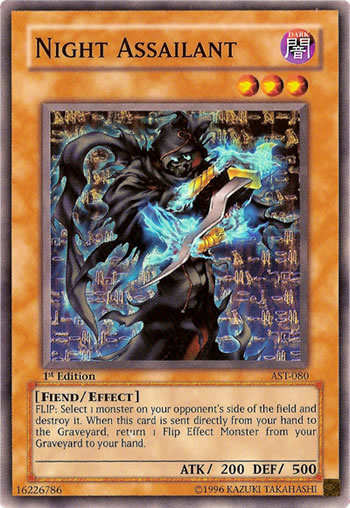 NIGHT ASSAILANT
DARK
闇
1st Edition
AST-080
[FIEND/EFFECT]
FLIP: Select 1 monster on your opponent's side of the field and
destroy it. When this card is sent directly from your hand to
the Graveyard, return 1 Flip Effect Monster from your
Graveyard to your hand.
ATK/ 200 DEF/ 500
16226786
©1996 KAZUKI TAKAHASHI